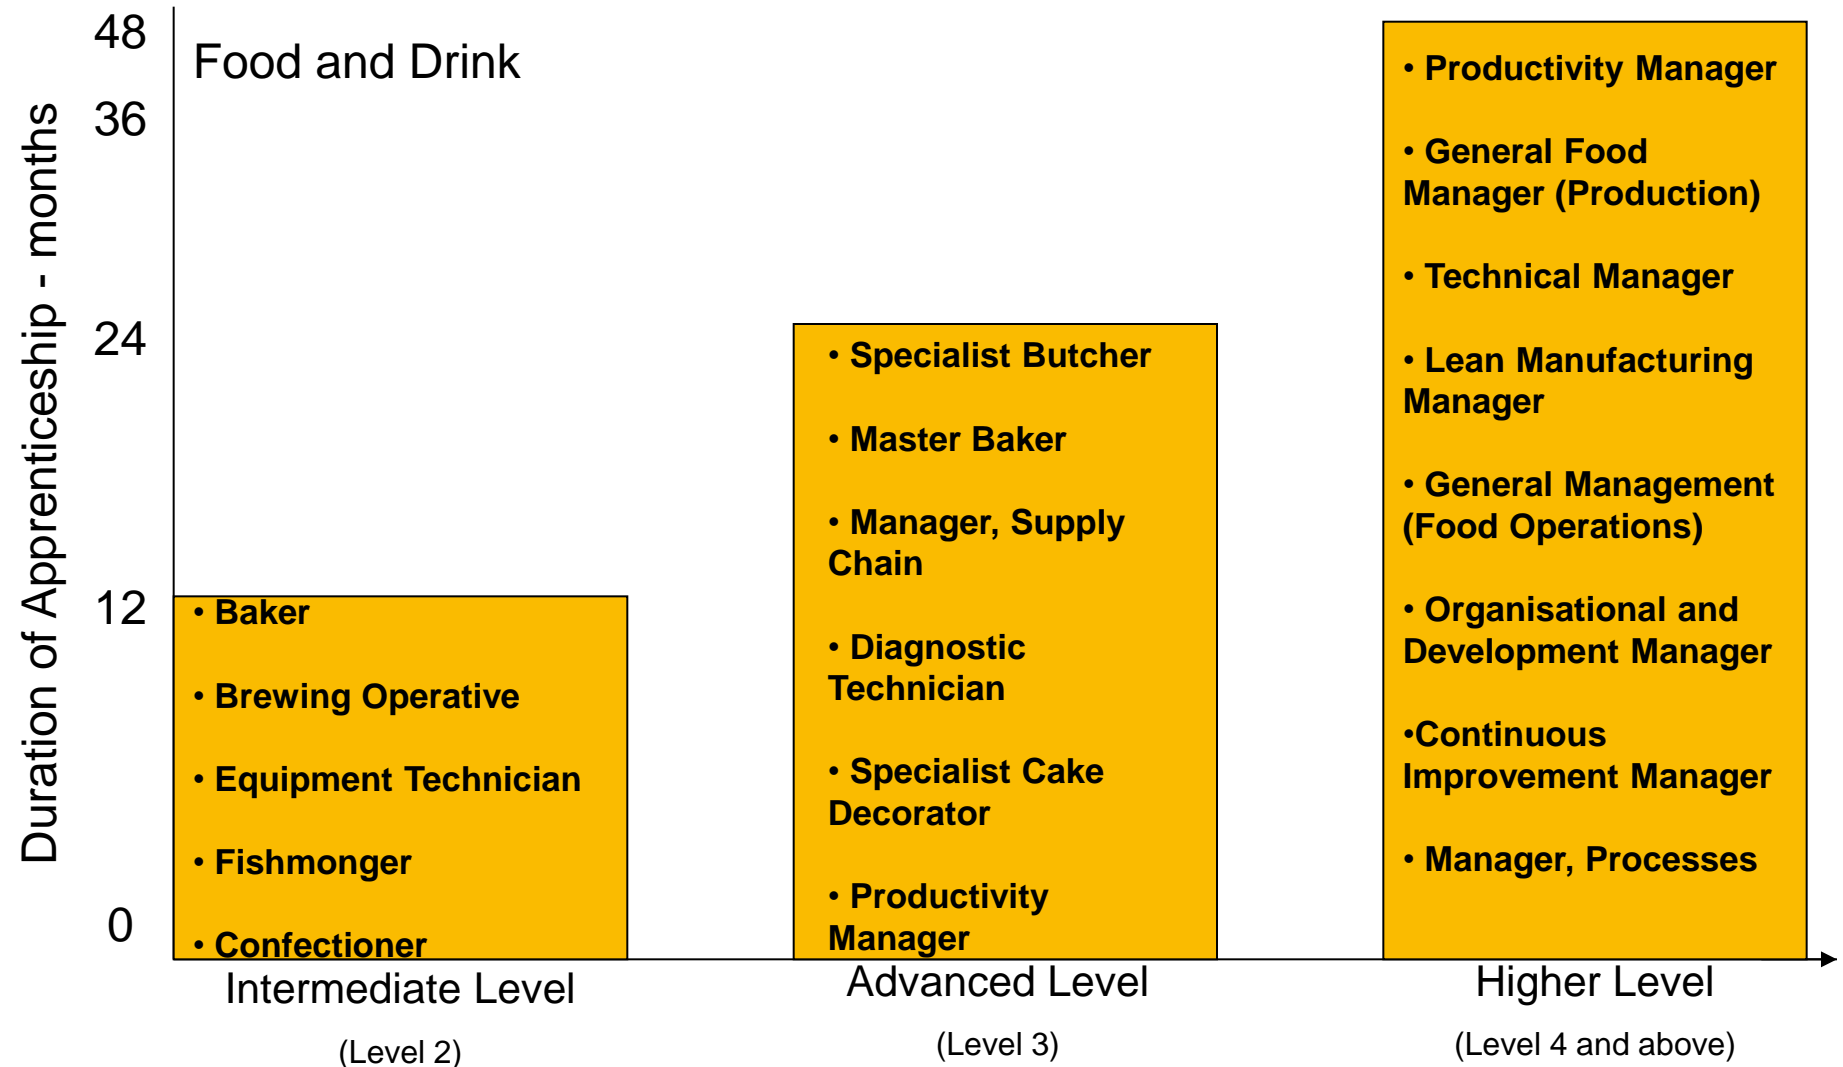 Food and Drink
Duration of Apprenticeship - months
48
36
24
12
0
• Baker
• Brewing Operative
• Equipment Technician
• Fishmonger
• Confectioner
Intermediate Level
(Level 2)
• Specialist Butcher
• Master Baker
• Manager, Supply
Chain
• Diagnostic
Technician
• Specialist Cake
Decorator
• Productivity
Manager
Advanced Level
(Level 3)
• Productivity Manager
• General Food
Manager (Production)
• Technical Manager
• Lean Manufacturing
Manager
• General Management
(Food Operations)
• Organisational and
Development Manager
•Continuous
Improvement Manager
• Manager, Processes
Higher Level
(Level 4 and above)